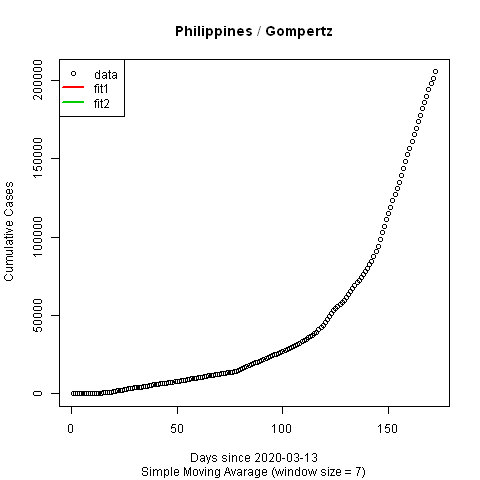 Philippines / Gompertz
data
fit1
fit2
Cumulative Cases
0
50000
100000
150000
200000
0
50
100
150
Days since 2020-03-13
Simple Moving Avarage (window size = 7)